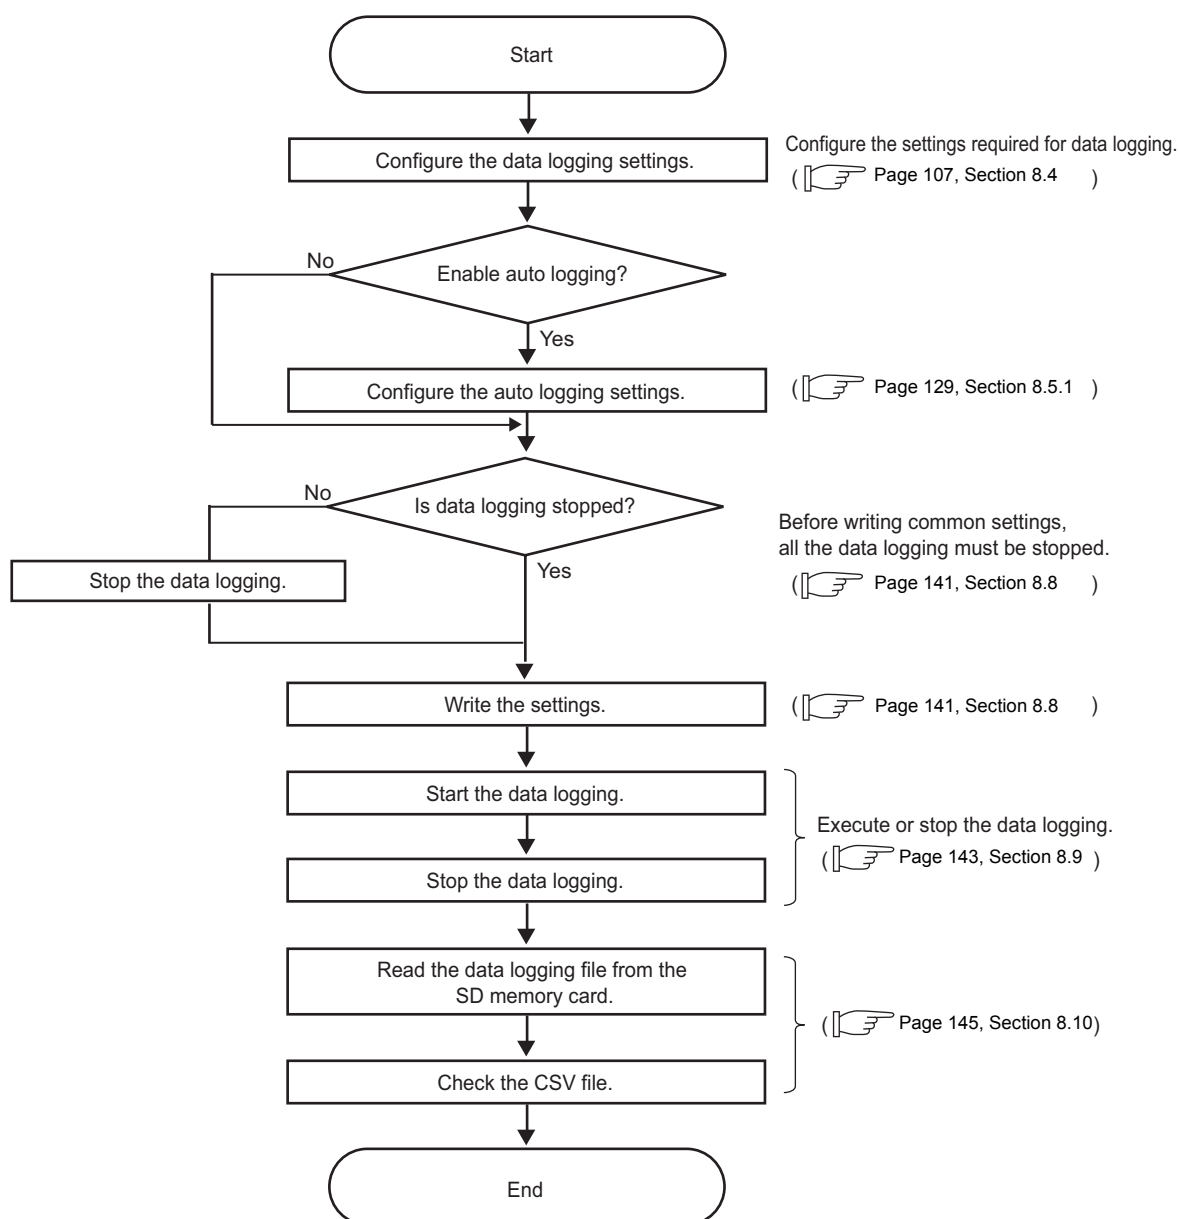 Start
Configure the data logging settings.
Configure the settings required for data logging.
( Page 107, Section 8.4 )
Enable auto logging?
No
Yes
Configure the auto logging settings.
( Page 129, Section 8.5.1 )
Is data logging stopped?
No
Yes
Stop the data logging.
Before writing common settings,
all the data logging must be stopped.
( Page 141, Section 8.8 )
Write the settings.
( Page 141, Section 8.8 )
Start the data logging.
Stop the data logging.
Execute or stop the data logging.
( Page 143, Section 8.9 )
Read the data logging file from the
SD memory card.
Check the CSV file.
( Page 145, Section 8.10)
End